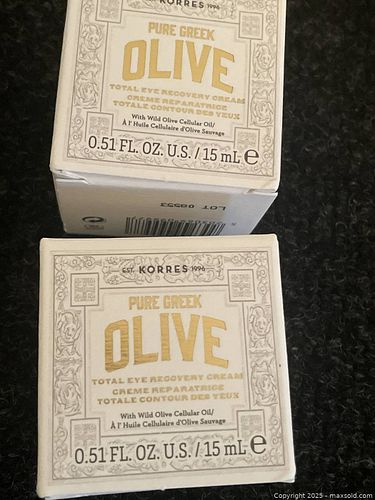 KORRES 1996
PURE GREEK
OLIVE
TOTAL EYE RECOVERY CREAM
CRÈME RÉPARATRICE
TOTALE CONTOUR DES YEUX
With Wild Olive Cellular Oil/
À l' Huile Cellulaire d'Olive Sauvage
0.51 FL. OZ. U.S. / 15 mL e
LOT 08553
EST. KORRES 1996
PURE GREEK
OLIVE
TOTAL EYE RECOVERY CREAM
CRÈME RÉPARATRICE
TOTALE CONTOUR DES YEUX
With Wild Olive Cellular Oil/
À l' Huile Cellulaire d'Olive Sauvage
0.51 FL. OZ. U.S. / 15 mL e
Copyright 2025 - maxsold.com